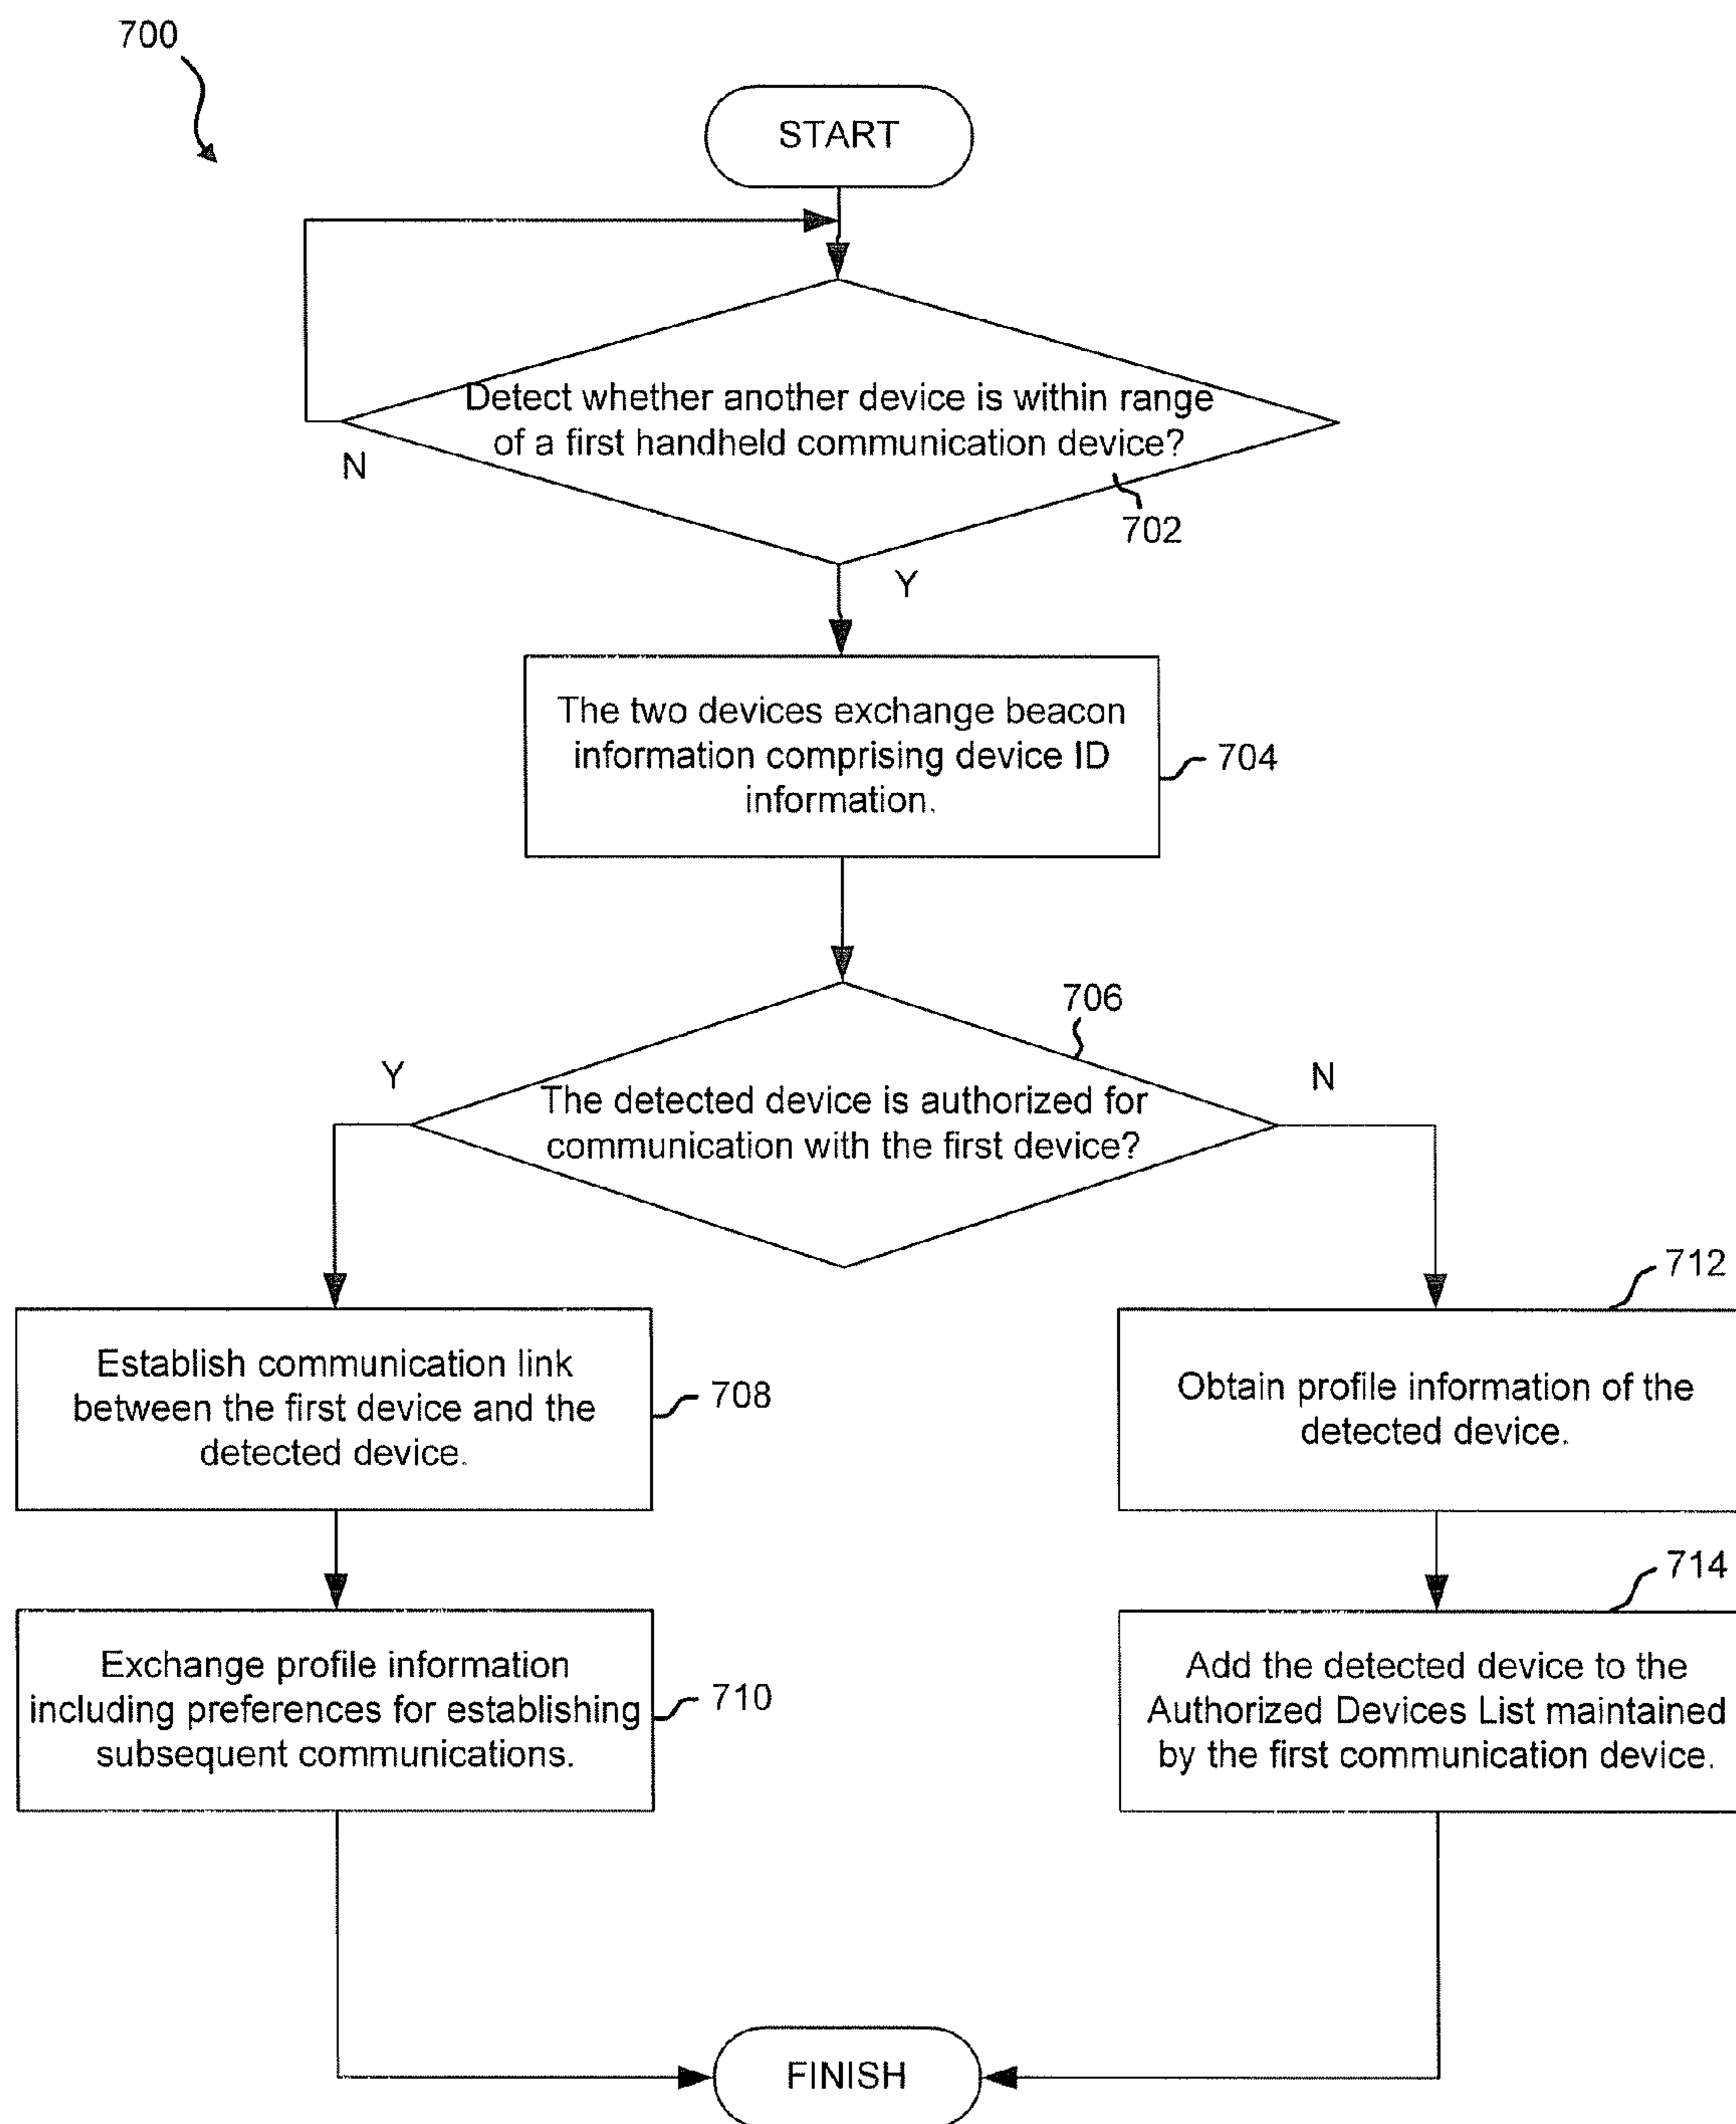 700
START
Detect whether another device is within range
of a first handheld communication device?
N
702
Y
The two devices exchange beacon
information comprising device ID
information.
704
706
Y
N
The detected device is authorized for
communication with the first device?
712
Establish communication link
between the first device and the
detected device.
708
Obtain profile information of the
detected device.
714
Exchange profile information
including preferences for establishing
subsequent communications.
710
Add the detected device to the
Authorized Devices List maintained
by the first communication device.
FINISH